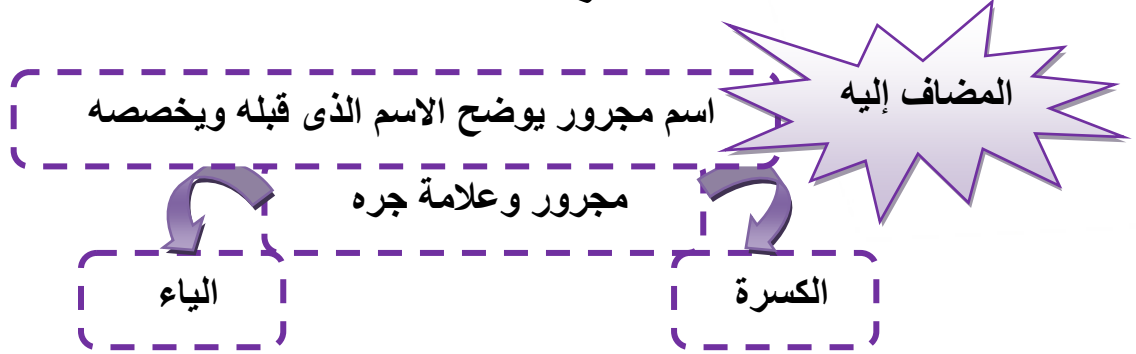 المضاف إليه
اسم مجرور يوضح الاسم الذى قبله ويخصصه
مجرور وعلامة جره
الكسرة
الياء